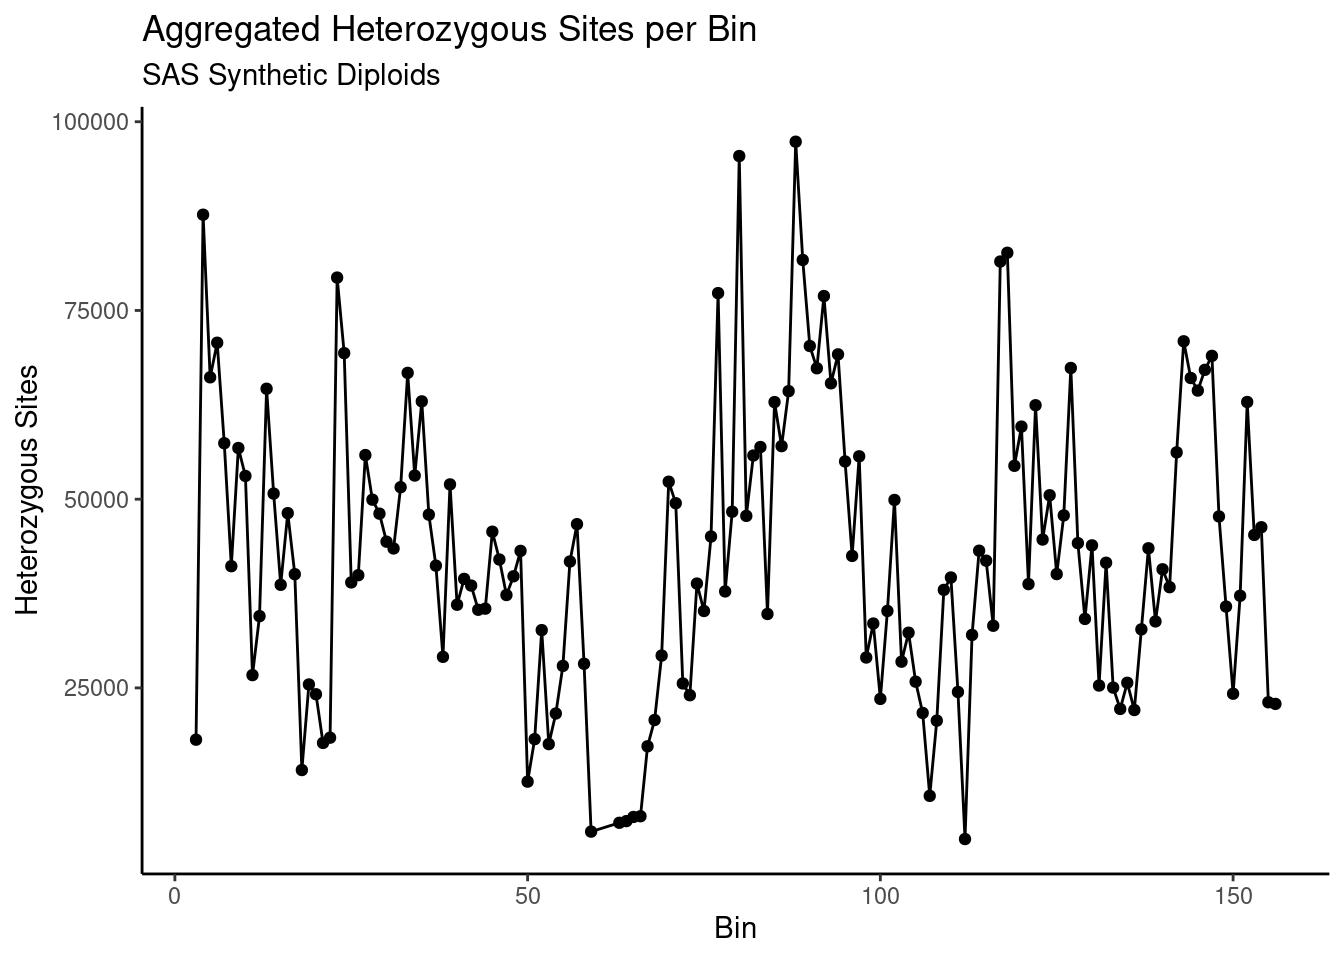 Aggregated Heterozygous Sites per Bin
SAS Synthetic Diploids
100000
75000
50000
25000
Heterozygous Sites
0 50 100 150
Bin